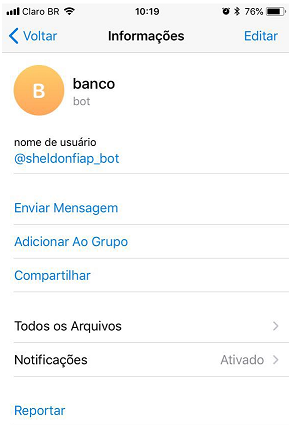 Claro BR 10:19 76%
Voltar Informações Editar
B
banco
bot
nome de usuário
@sheldonfiap_bot
Enviar Mensagem
Adicionar Ao Grupo
Compartilhar
Todos os Arquivos
Notificações Ativado
Reportar